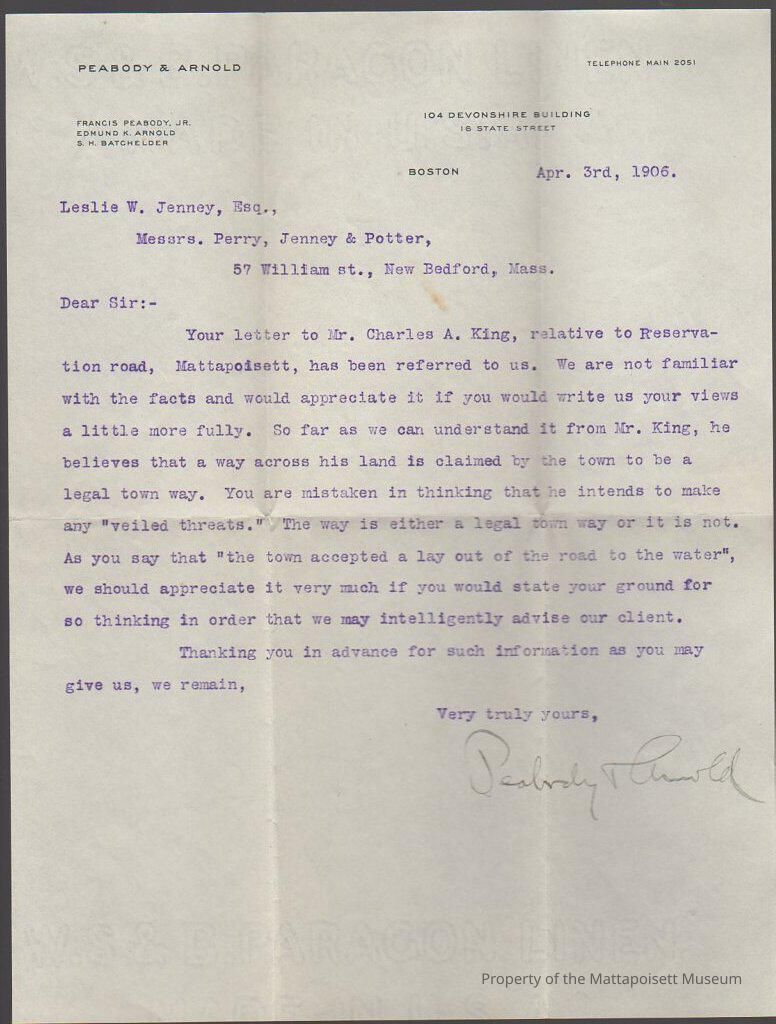 PEABODY & ARNOLD
TELEPHONE MAIN 2051
FRANCIS PEABODY, JR.
EDMUND K. ARNOLD
S. H. BATCHELDER
104 DEVONSHIRE BUILDING
16 STATE STREET
BOSTON
Apr. 3rd, 1906.
Leslie W. Jenney, Esq.,
Messrs. Perry, Jenney & Potter,
57 William st., New Bedford, Mass.
Dear Sir:-
Your letter to Mr. Charles A. King, relative to Reserva-
tion road, Mattapoisett, has been referred to us. We are not familiar
with the facts and would appreciate it if you would write us your views
a little more fully. So far as we can understand it from Mr. King, he
believes that a way across his land is claimed by the town to be a
legal town way. You are mistaken in thinking that he intends to make
any "veiled threats." The way is either a legal town way or it is not.
As you say that "the town accepted a lay out of the road to the water",
we should appreciate it very much if you would state your ground for
so thinking in order that we may intelligently advise our client.
Thanking you in advance for such information as you may
give us, we remain,
Very truly yours,
Peabody & Arnold
Property of the Mattapoisett Museum